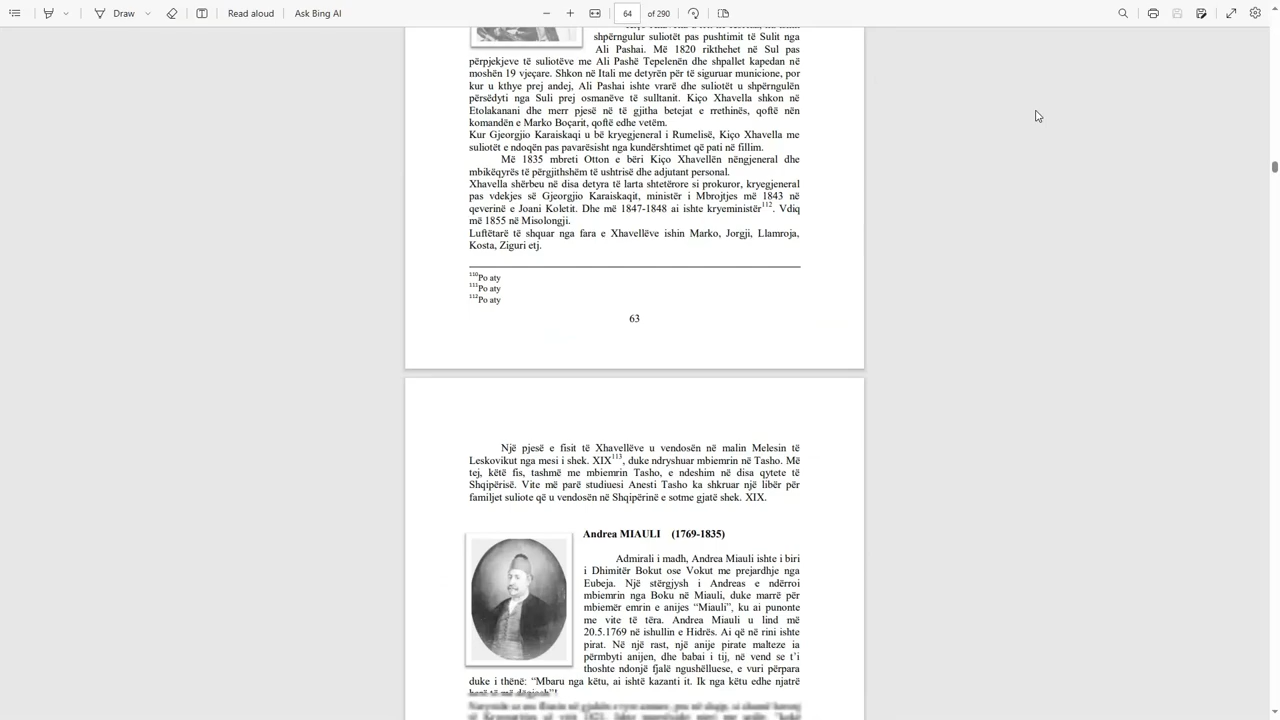 Draw
Read aloud
Ask Bing AI
64
of 290
shpërngulur suliotët pas pushtimit të Sulit nga
Ali Pashai. Më 1820 rikthehet në Sul pas
përpjekjeve të suliotëve me Ali Pashë Tepelenën dhe shpallet kapedan në
moshën 19 vjeçare. Shkon në Itali me detyrën për të siguruar municione, por
kur u kthye prej andej, Ali Pashai ishte vrarë dhe suliotët u shpërngulën
përsëdyti nga Suli prej osmanëve të sulltanit. Kiço Xhavella shkon në
Etolakanani dhe merr pjesë në të gjitha betejat e rrethinës, qoftë nën
komandën e Marko Boçarit, qoftë edhe vetëm.
Kur Gjeorgjio Karaiskaqi u bë kryegjeneral i Rumelisë, Kiço Xhavella me
suliotët e ndoqën pas pavarësisht nga kundërshtimet që pati në fillim.
Më 1835 mbreti Otton e bëri Kiço Xhavellën nëngjeneral dhe
mbikëqyrës të përgjithshëm të ushtrisë dhe adjutant personal.
Xhavella shërbeu në disa detyra të larta shtetërore si prokuror, kryegjeneral
pas vdekjes së Gjeorgjio Karaiskaqit, ministër i Mbrojtjes më 1843 në
qeverinë e Joani Koletit. Dhe më 1847-1848 ai ishte kryeministër112. Vdiq
më 1855 në Misolongji.
Luftëtarë të shquar nga fara e Xhavellëve ishin Marko, Jorgji, Llamroja,
Kosta, Ziguri etj.
110Po aty
111Po aty
112Po aty
63
Një pjesë e fisit të Xhavellëve u vendosën në malin Melesin të
Leskovikut nga mesi i shek. XIX113, duke ndryshuar mbiemrin në Tasho. Më
tej, këtë fis, tashmë me mbiemrin Tasho, e ndeshim në disa qytete të
Shqipërisë. Vite më parë studiuesi Anesti Tasho ka shkruar një libër për
familjet suliote që u vendosën në Shqipërinë e sotme gjatë shek. XIX.
Andrea MIAULI (1769-1835)
Admirali i madh, Andrea Miauli ishte i biri
i Dhimitër Bokut ose Vokut me prejardhje nga
Eubeja. Një stërgjysh i Andreas e ndërroi
mbiemrin nga Boku në Miauli, duke marrë për
mbiemër emrin e anijes “Miauli”, ku ai punonte
me vite të tëra. Andrea Miauli u lind më
20.5.1769 në ishullin e Hidrës. Ai që në rini ishte
pirat. Në një rast, një anije pirate malteze ia
përmbyti anijen, dhe babai i tij, në vend se t’i
thoshte ndonjë fjalë ngushëlluese, e vuri përpara
duke i thënë: “Mbaru nga këtu, ai ishtë kazanti it. Ik nga këtu edhe njatrë
herë të më dëgjosh”!